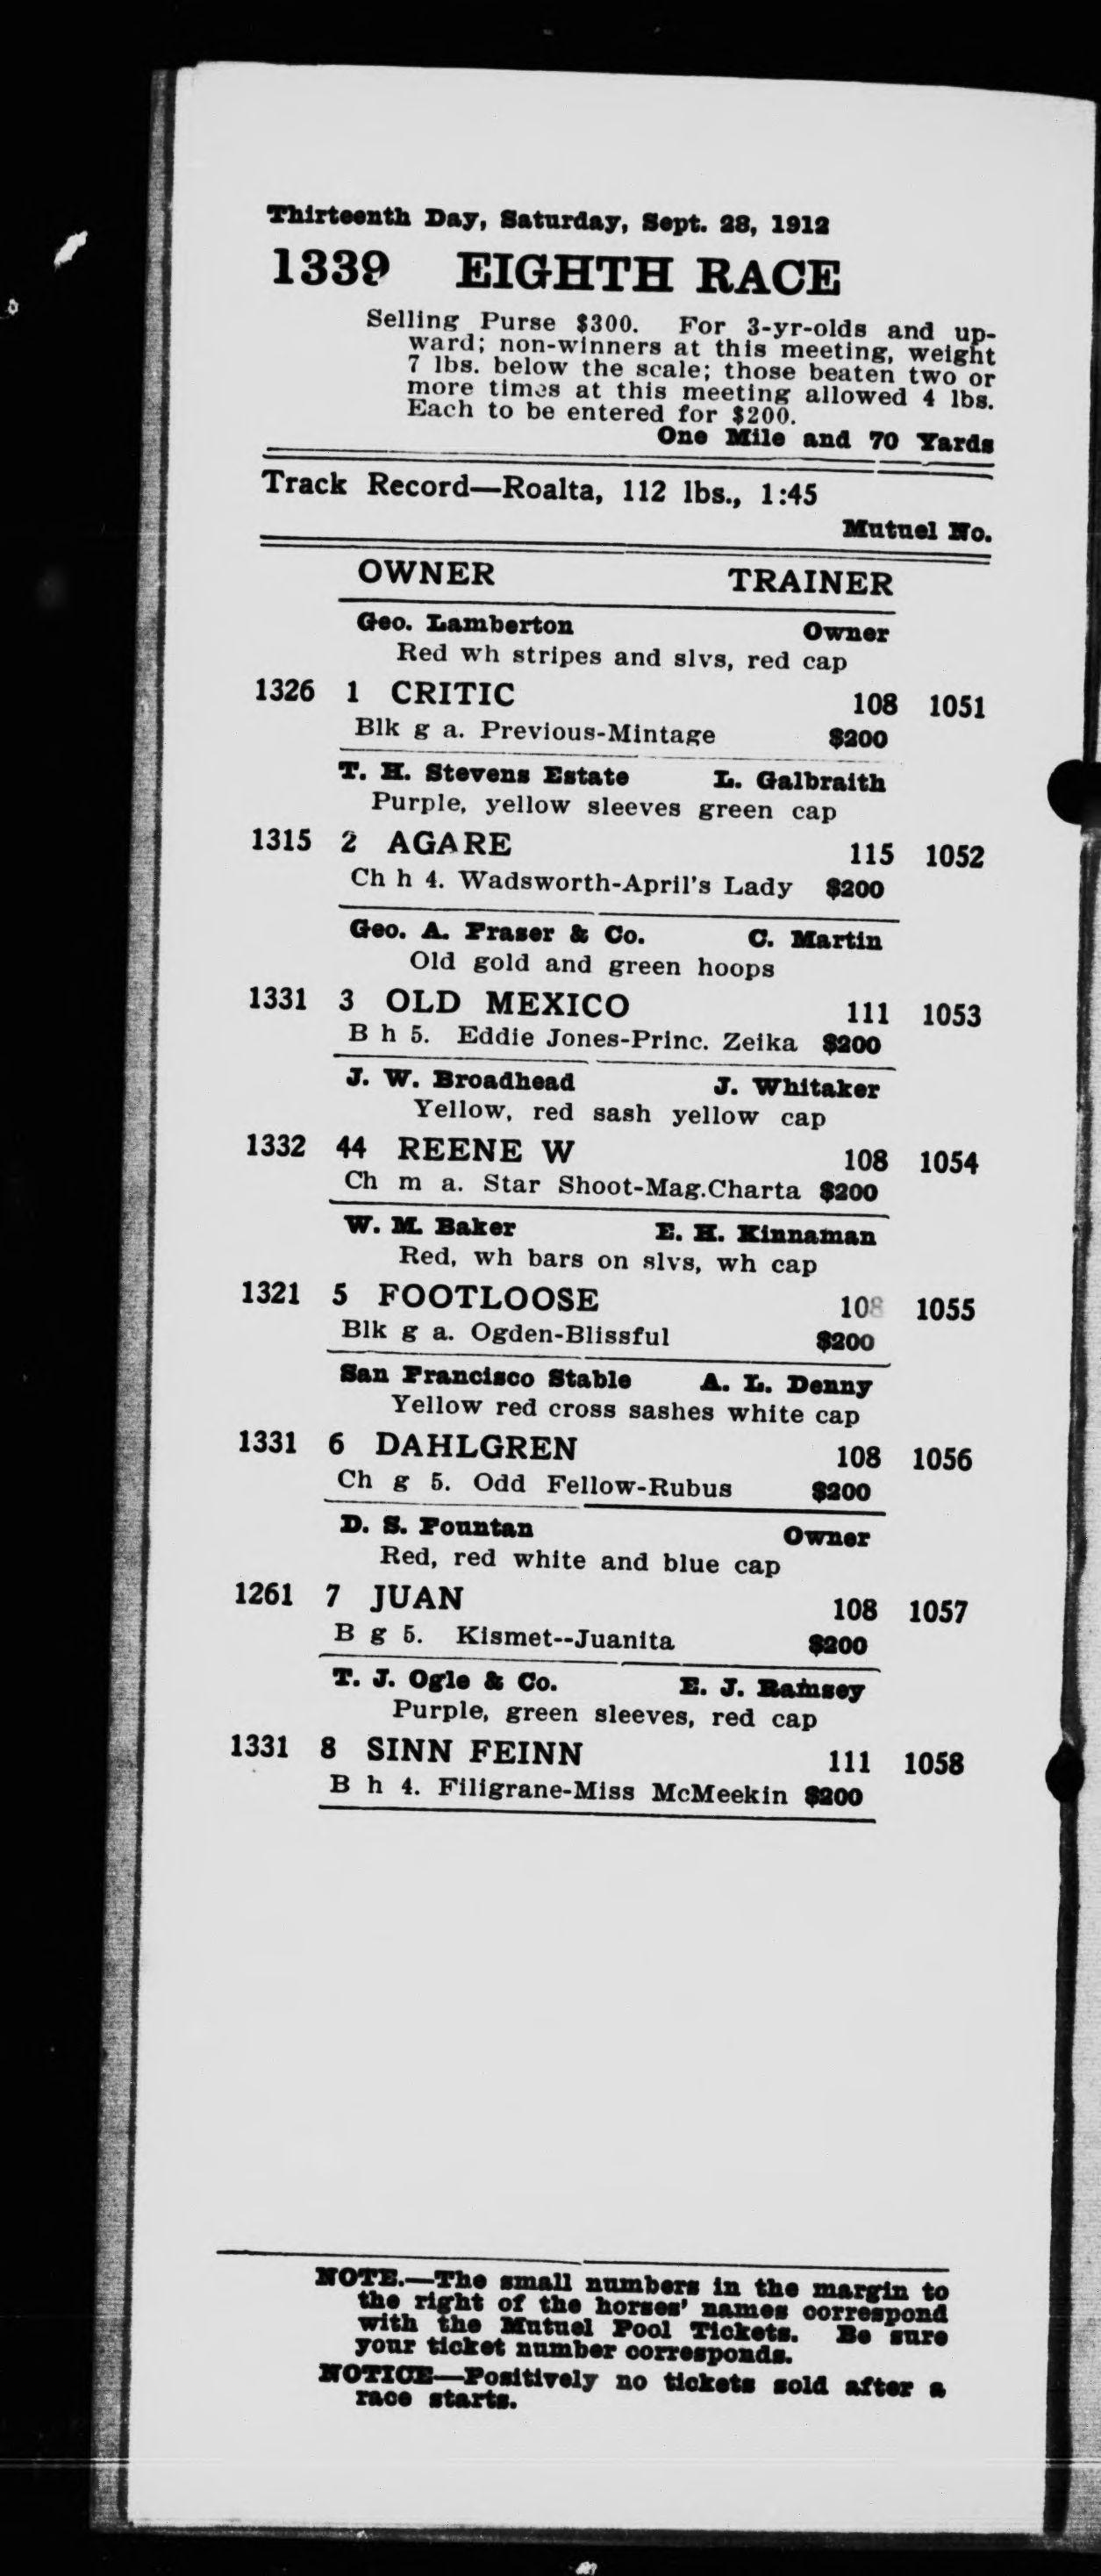 Thirteenth Day, Saturday, Sept. 28, 1912
1339 EIGHTH RACE
Selling Purse $300. For 3-yr-olds and up-
ward; non-winners at this meeting, weight
7 lbs. below the scale; those beaten two or
more times at this meeting allowed 4 lbs.
Each to be entered for $200.
One Mile and 70 Yards
Track Record—Roalta, 112 lbs., 1:45
Mutuel No.
OWNER TRAINER
Geo. Lamberton Owner
Red wh stripes and slvs, red cap
1326 1 CRITIC 108 1051
Blk g a. Previous-Mintage $200
T. H. Stevens Estate L. Galbraith
Purple, yellow sleeves green cap
1315 2 AGARE 115 1052
Ch h 4. Wadsworth-April's Lady $200
Geo. A. Fraser & Co. C. Martin
Old gold and green hoops
1331 3 OLD MEXICO 111 1053
B h 5. Eddie Jones-Princ. Zeika $200
J. W. Broadhead J. Whitaker
Yellow, red sash yellow cap
1332 44 REENE W 108 1054
Ch m a. Star Shoot-Mag.Charta $200
W. M. Baker E. H. Kinnaman
Red, wh bars on slvs, wh cap
1321 5 FOOTLOOSE 108 1055
Blk g a. Ogden-Blissful $200
San Francisco Stable A. L. Denny
Yellow red cross sashes white cap
1331 6 DAHLGREN 108 1056
Ch g 5. Odd Fellow-Rubus $200
D. S. Fountan Owner
Red, red white and blue cap
1261 7 JUAN 108 1057
B g 5. Kismet--Juanita $200
T. J. Ogle & Co. E. J. Ramsey
Purple, green sleeves, red cap
1331 8 SINN FEINN 111 1058
B h 4. Filigrane-Miss McMeekin $200
NOTE.—The small numbers in the margin to
the right of the horses' names correspond
with the Mutuel Pool Tickets. Be sure
your ticket number corresponds.
NOTICE—Positively no tickets sold after a
race starts.